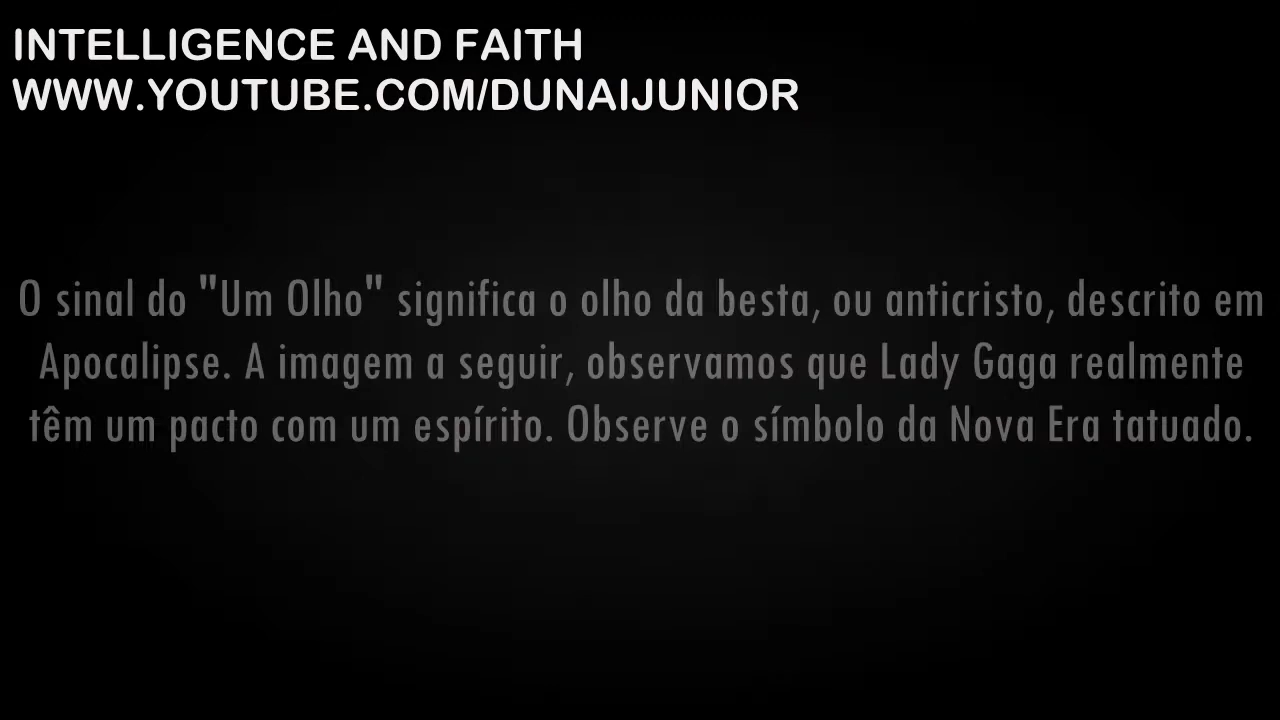 INTELLIGENCE AND FAITH
WWW.YOUTUBE.COM/DUNAIJUNIOR
O sinal do "Um Olho" significa o olho da besta, ou anticristo, descrito em
Apocalipse. A imagem a seguir, observamos que Lady Gaga realmente
têm um pacto com um espírito. Observe o símbolo da Nova Era tatuado.